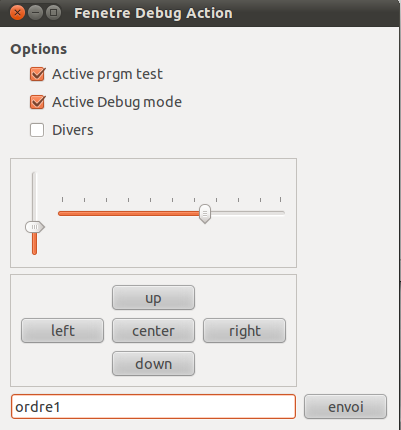 Fenetre Debug Action
Options
Active prgm test
Active Debug mode
Divers
up
left center right
down
ordre1 envoi